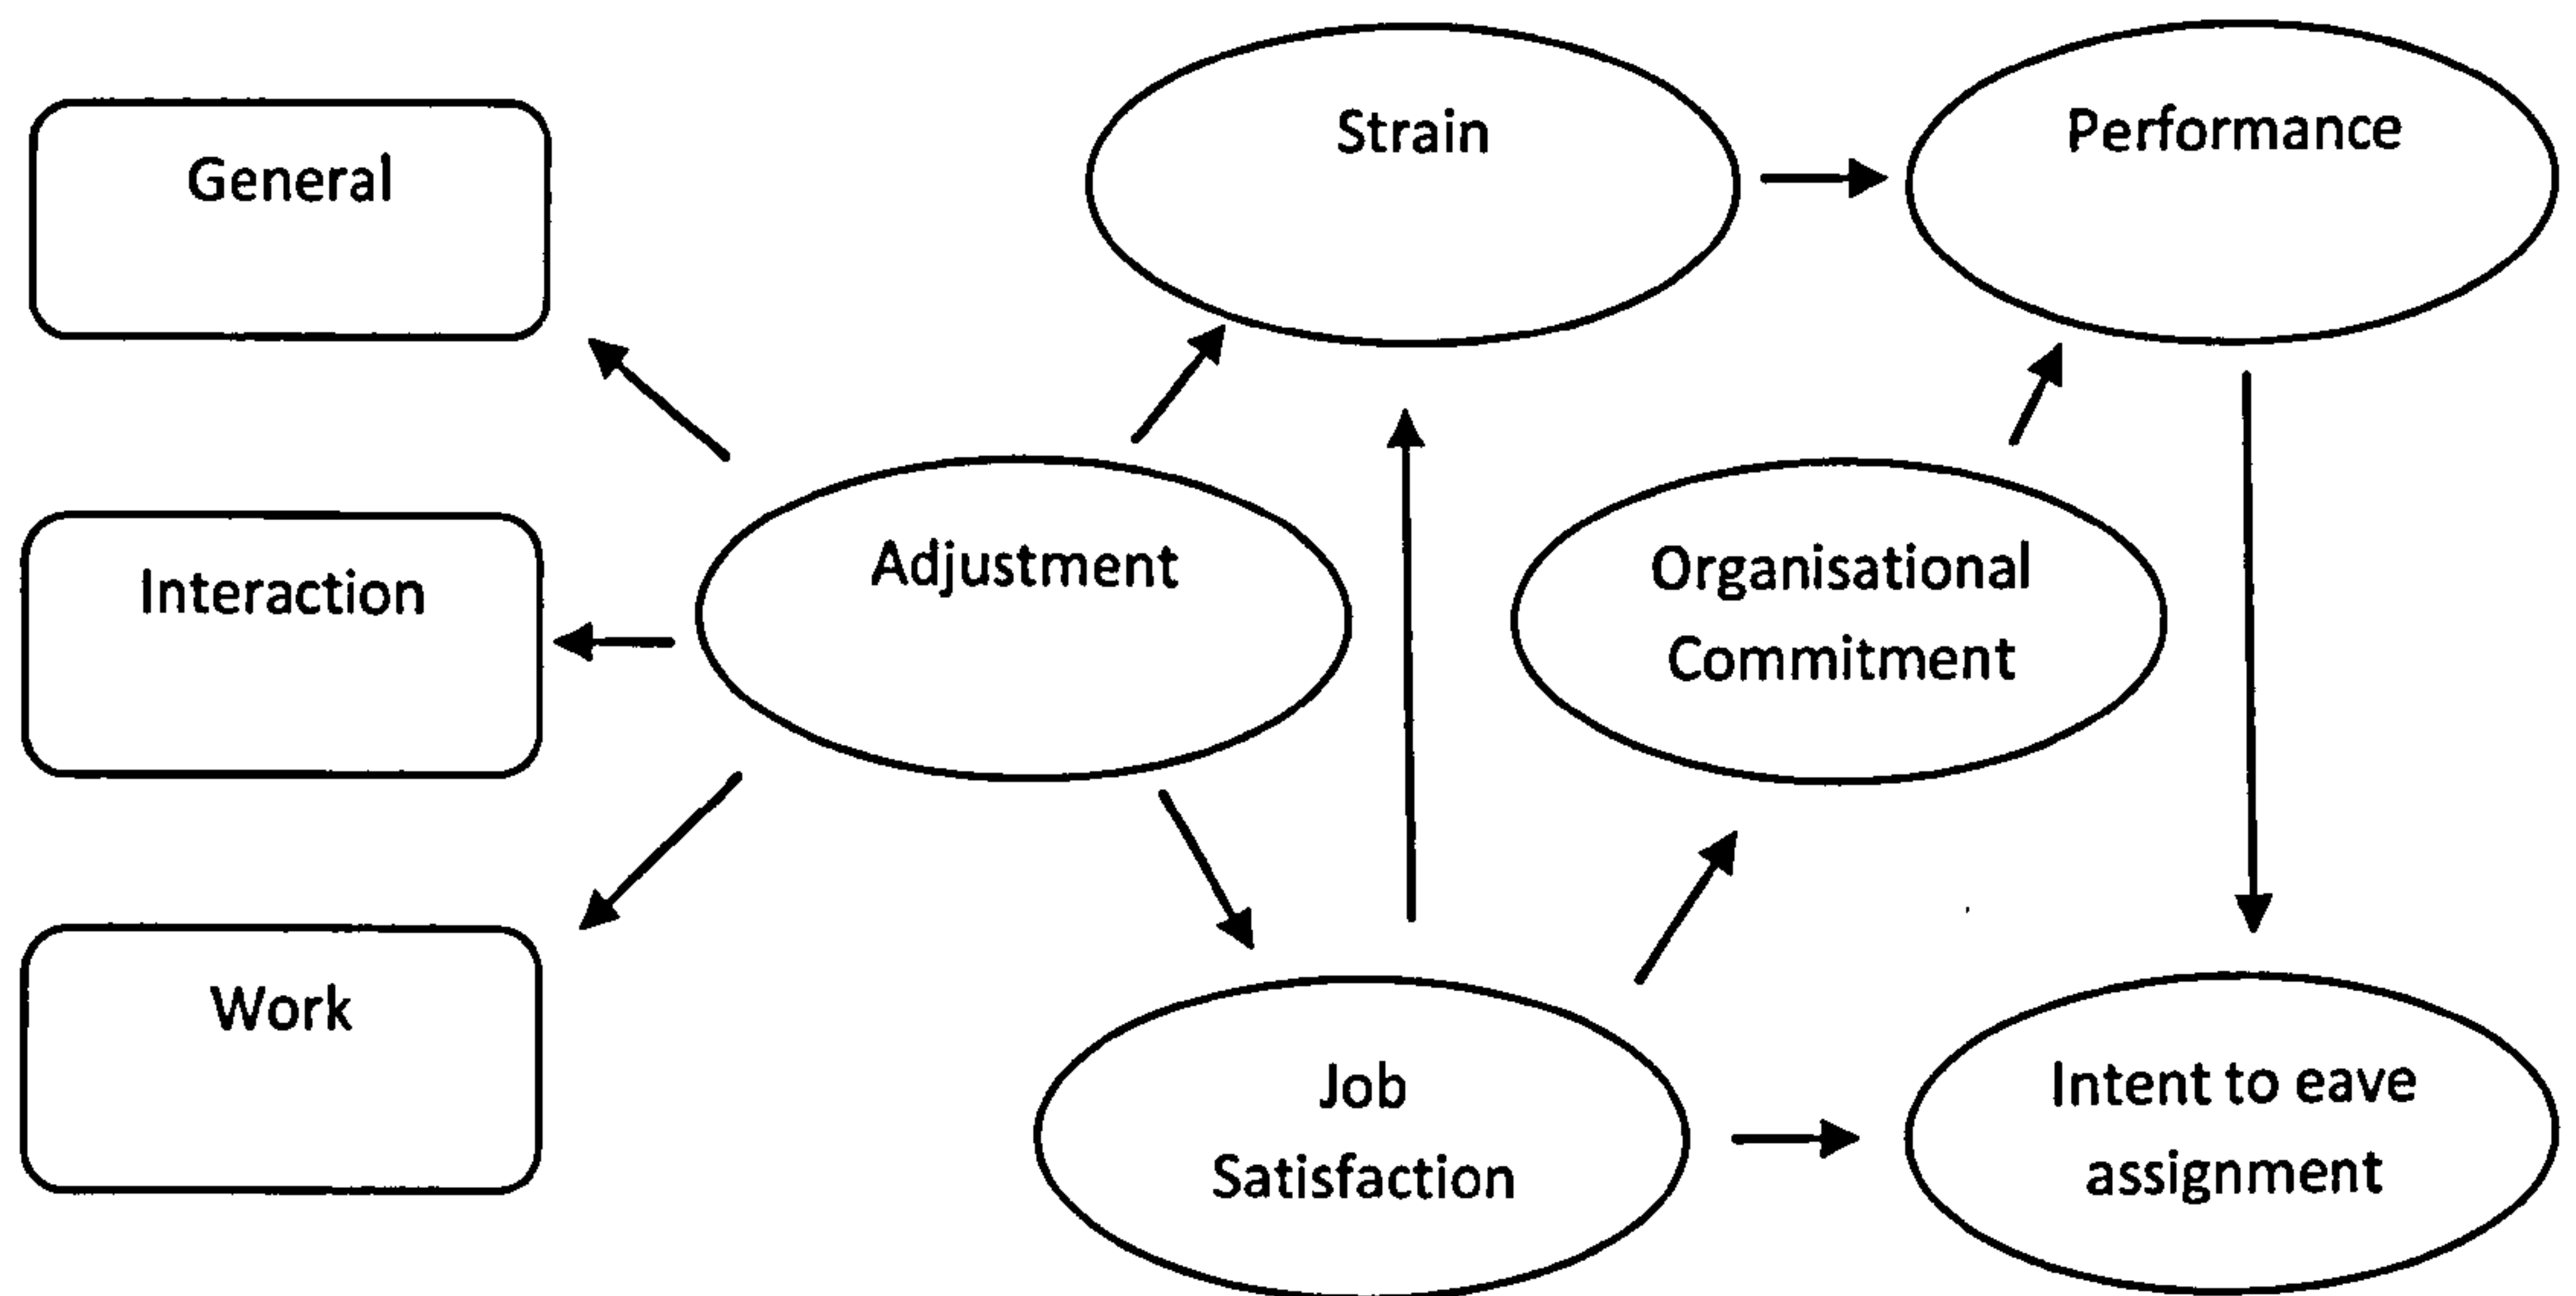 General
Strain
Performance
Interaction
Adjustment
Organisational
Commitment
Work
Job
Satisfaction
Intent to eave
assignment